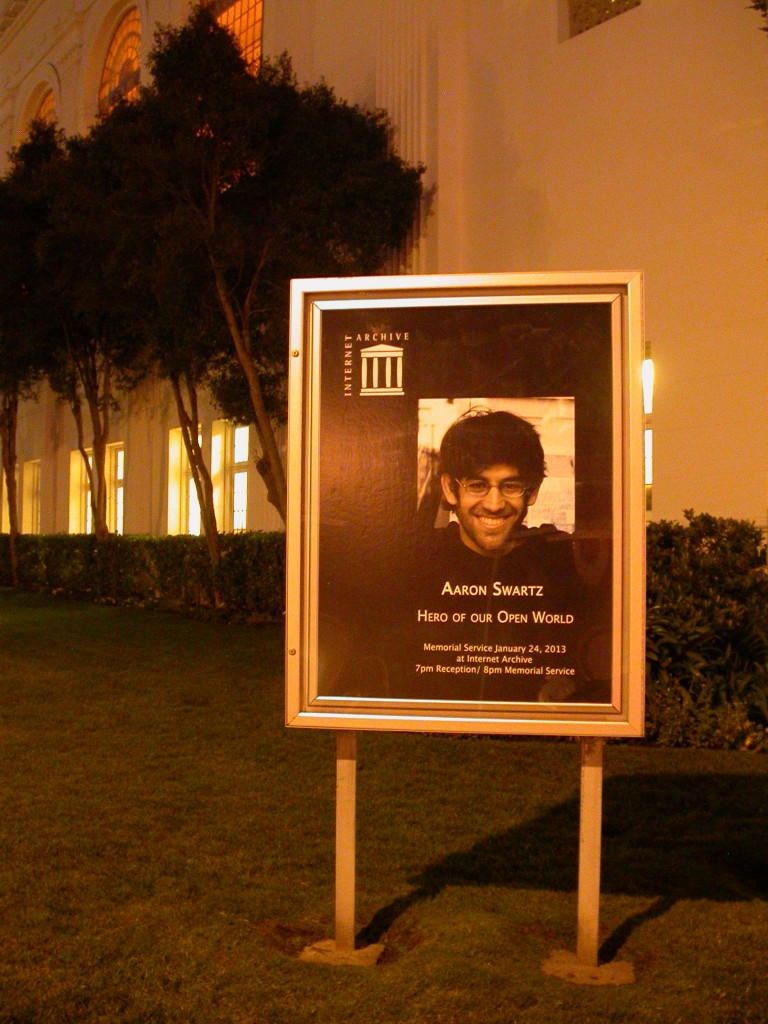 INTERNET ARCHIVE
AARON SWARTZ
HERO OF OUR OPEN WORLD
Memorial Service January 24, 2013
at Internet Archive
7pm Reception/ 8pm Memorial Service